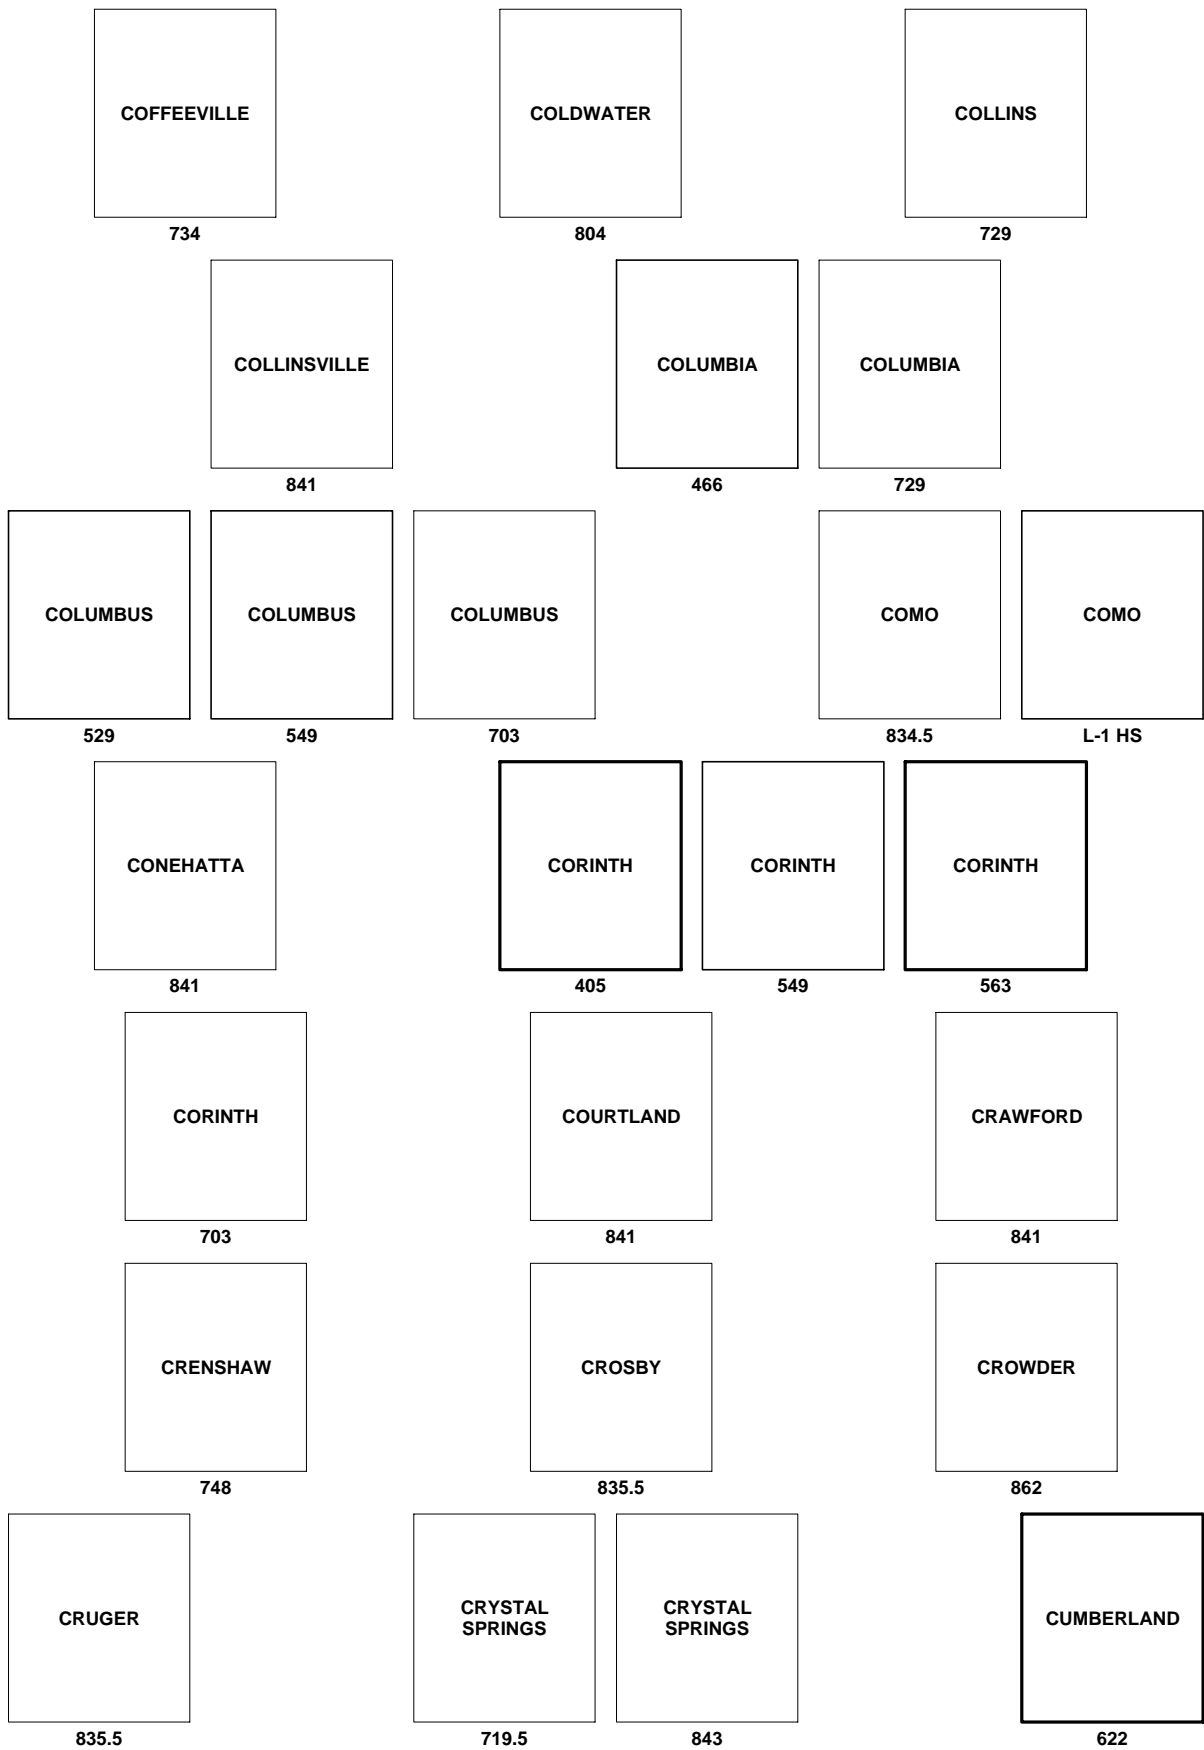 COFFEEVILLE
COLDWATER
COLLINS
734
804
729
COLLINSVILLE
COLUMBIA
COLUMBIA
841
466
729
COLUMBUS
COLUMBUS
COLUMBUS
COMO
COMO
529
549
703
834.5
L-1 HS
CONEHATTA
CORINTH
CORINTH
CORINTH
841
405
549
563
CORINTH
COURTLAND
CRAWFORD
703
841
841
CRENSHAW
CROSBY
CROWDER
748
835.5
862
CRUGER
CRYSTAL
SPRINGS
CRYSTAL
SPRINGS
CUMBERLAND
835.5
719.5
843
622